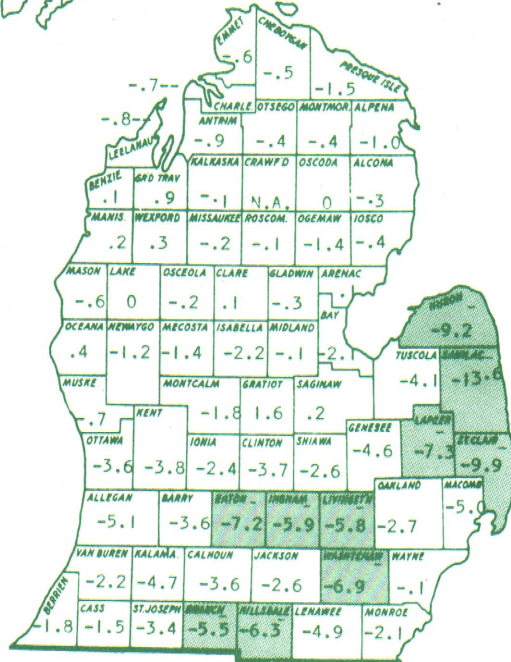 EMMET
CHEBOYGAN
-.6
-.5
PRESQUE ISLE
-1.5
-.7--
-.8--
CHARLE. OTSEGO MONTMOR. ALPENA
ANTRIM
-.9 -.4 -.4 -1.0
LEELANAU
KALKASKA CRAWF'D OSCODA ALCONA
BENZIE GRD TRAV
.1 .9 -.1 N.A. 0 -.3
MANIS. WEXFORD MISSAUKEE ROSCOM. OGEMAW IOSCO
.2 .3 -.2 -.1 -1.4 -.4
MASON LAKE OSCEOLA CLARE GLADWIN ARENAC
-.6 0 -.2 .1 -.3 .1
BAY
HURON
-9.2
OCEANA NEWAYGO MECOSTA ISABELLA MIDLAND
.4 -1.2 -1.4 -2.2 -.1 -2.1
TUSCOLA SANILAC
-4.1 -13.6
MUSKE MONTCALM GRATIOT SAGINAW
-.7 -1.8 1.6 .2
KENT
GENESEE LAPEER ST.CLAIR
-4.6 -7.3 -9.9
OTTAWA IONIA CLINTON SHIAWA
-3.6 -3.8 -2.4 -3.7 -2.6
OAKLAND MACOMB
-2.7 -5.0
ALLEGAN BARRY EATON INGHAM LIVINGST'N
-5.1 -3.6 -7.2 -5.9 -5.8
VAN BUREN KALAMA. CALHOUN JACKSON WASHTENAW WAYNE
-2.2 -4.7 -3.6 -2.6 -6.9 -.1
BERRIEN CASS ST.JOSEPH BRANCH HILLSDALE LENAWEE MONROE
-1.8 -1.5 -3.4 -5.5 -6.3 -4.9 -2.1